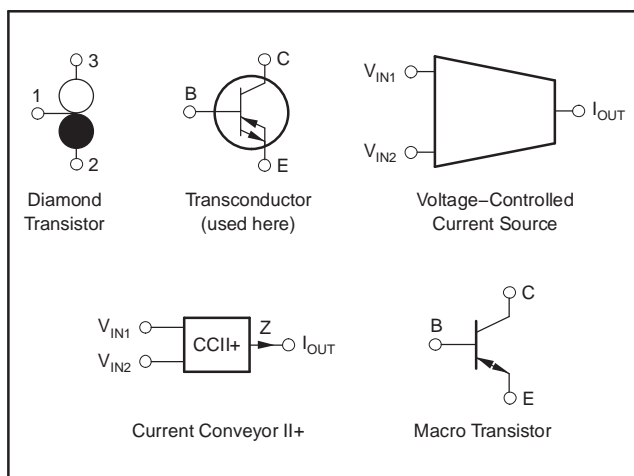 3
1
2
Diamond
Transistor
C
B
E
Transconductor
(used here)
V_IN1
V_IN2
I_OUT
Voltage−Controlled
Current Source
V_IN1
V_IN2
CCII+
Z
I_OUT
Current Conveyor II+
C
B
E
Macro Transistor